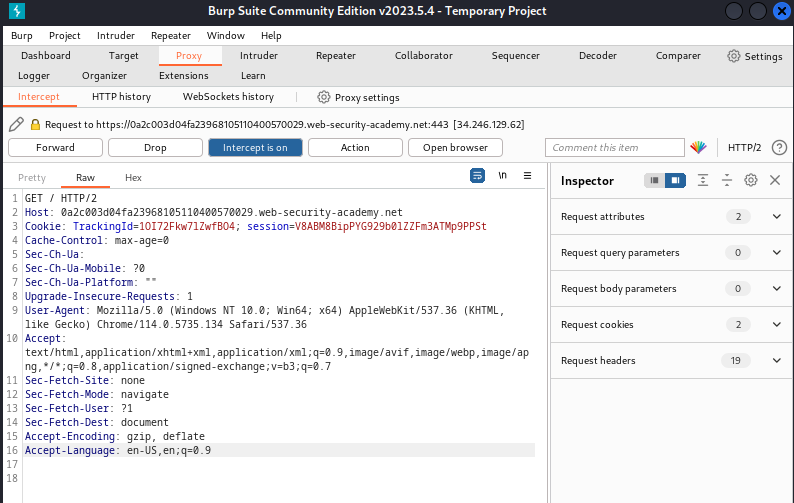 Burp Suite Community Edition v2023.5.4 - Temporary Project
Burp Project Intruder Repeater Window Help
Dashboard Target Proxy Intruder Repeater Collaborator Sequencer Decoder Comparer Settings
Logger Organizer Extensions Learn
Intercept HTTP history WebSockets history Proxy settings
Request to https://0a2c003d04fa23968105110400570029.web-security-academy.net:443 [34.246.129.62]
Forward Drop Intercept is on Action Open browser Comment this item HTTP/2 ?
Pretty Raw Hex \n
Inspector
1 GET / HTTP/2
2 Host: 0a2c003d04fa23968105110400570029.web-security-academy.net
3 Cookie: TrackingId=1OI72Fkw7lZwfBO4; session=V8ABM8BipPYG929b01ZZFm3ATMp9PPSt
4 Cache-Control: max-age=0
5 Sec-Ch-Ua:
6 Sec-Ch-Ua-Mobile: ?0
7 Sec-Ch-Ua-Platform: ""
8 Upgrade-Insecure-Requests: 1
9 User-Agent: Mozilla/5.0 (Windows NT 10.0; Win64; x64) AppleWebKit/537.36 (KHTML,
like Gecko) Chrome/114.0.5735.134 Safari/537.36
10 Accept:
text/html,application/xhtml+xml,application/xml;q=0.9,image/avif,image/webp,image/ap
ng,*/*;q=0.8,application/signed-exchange;v=b3;q=0.7
11 Sec-Fetch-Site: none
12 Sec-Fetch-Mode: navigate
13 Sec-Fetch-User: ?1
14 Sec-Fetch-Dest: document
15 Accept-Encoding: gzip, deflate
16 Accept-Language: en-US,en;q=0.9
17
18
Request attributes 2
Request query parameters 0
Request body parameters 0
Request cookies 2
Request headers 19